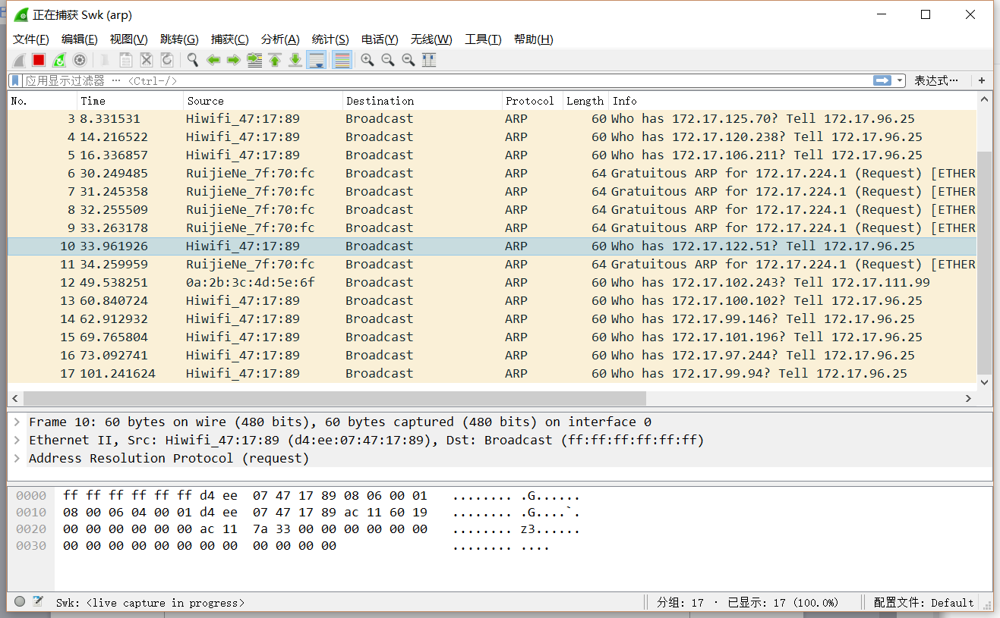 正在捕获 Swk (arp)
文件(F) 编辑(E) 视图(V) 跳转(G) 捕获(C) 分析(A) 统计(S) 电话(Y) 无线(W) 工具(T) 帮助(H)
应用显示过滤器 … <Ctrl-/> 表达式… +
No. Time Source Destination Protocol Length Info
3 8.331531 Hiwifi_47:17:89 Broadcast ARP 60 Who has 172.17.125.70? Tell 172.17.96.25
4 14.216522 Hiwifi_47:17:89 Broadcast ARP 60 Who has 172.17.120.238? Tell 172.17.96.25
5 16.336857 Hiwifi_47:17:89 Broadcast ARP 60 Who has 172.17.106.211? Tell 172.17.96.25
6 30.249485 RuijieNe_7f:70:fc Broadcast ARP 64 Gratuitous ARP for 172.17.224.1 (Request) [ETHER
7 31.245358 RuijieNe_7f:70:fc Broadcast ARP 64 Gratuitous ARP for 172.17.224.1 (Request) [ETHER
8 32.255509 RuijieNe_7f:70:fc Broadcast ARP 64 Gratuitous ARP for 172.17.224.1 (Request) [ETHER
9 33.263178 RuijieNe_7f:70:fc Broadcast ARP 64 Gratuitous ARP for 172.17.224.1 (Request) [ETHER
10 33.961926 Hiwifi_47:17:89 Broadcast ARP 60 Who has 172.17.122.51? Tell 172.17.96.25
11 34.259959 RuijieNe_7f:70:fc Broadcast ARP 64 Gratuitous ARP for 172.17.224.1 (Request) [ETHER
12 49.538251 0a:2b:3c:4d:5e:6f Broadcast ARP 60 Who has 172.17.102.243? Tell 172.17.111.99
13 60.840724 Hiwifi_47:17:89 Broadcast ARP 60 Who has 172.17.100.102? Tell 172.17.96.25
14 62.912932 Hiwifi_47:17:89 Broadcast ARP 60 Who has 172.17.99.146? Tell 172.17.96.25
15 69.765804 Hiwifi_47:17:89 Broadcast ARP 60 Who has 172.17.101.196? Tell 172.17.96.25
16 73.092741 Hiwifi_47:17:89 Broadcast ARP 60 Who has 172.17.97.244? Tell 172.17.96.25
17 101.241624 Hiwifi_47:17:89 Broadcast ARP 60 Who has 172.17.99.94? Tell 172.17.96.25
Frame 10: 60 bytes on wire (480 bits), 60 bytes captured (480 bits) on interface 0
Ethernet II, Src: Hiwifi_47:17:89 (d4:ee:07:47:17:89), Dst: Broadcast (ff:ff:ff:ff:ff:ff)
Address Resolution Protocol (request)
0000 ff ff ff ff ff ff d4 ee 07 47 17 89 08 06 00 01 ........ .G......
0010 08 00 06 04 00 01 d4 ee 07 47 17 89 ac 11 60 19 ........ .G....`.
0020 00 00 00 00 00 00 ac 11 7a 33 00 00 00 00 00 00 ........ z3......
0030 00 00 00 00 00 00 00 00 00 00 00 00 ........ ....
Swk: <live capture in progress> 分组: 17 · 已显示: 17 (100.0%) 配置文件: Default